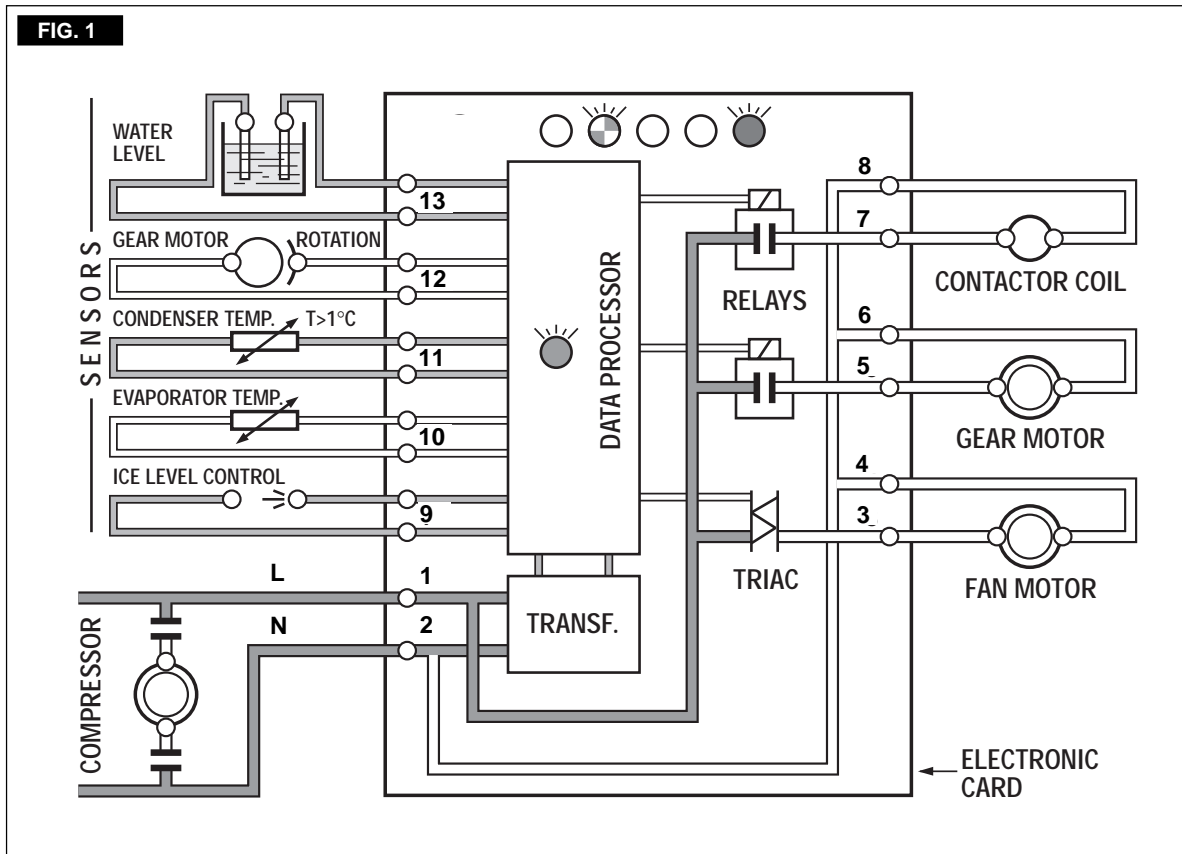 FIG. 1
WATER
LEVEL
13
GEAR MOTOR
ROTATION
12
CONDENSER TEMP.
T>1°C
11
EVAPORATOR TEMP.
10
ICE LEVEL CONTROL
9
SENSORS
L
1
N
2
COMPRESSOR
DATA PROCESSOR
TRANSF.
RELAYS
TRIAC
8
7
CONTACTOR COIL
6
5
GEAR MOTOR
4
3
FAN MOTOR
ELECTRONIC
CARD